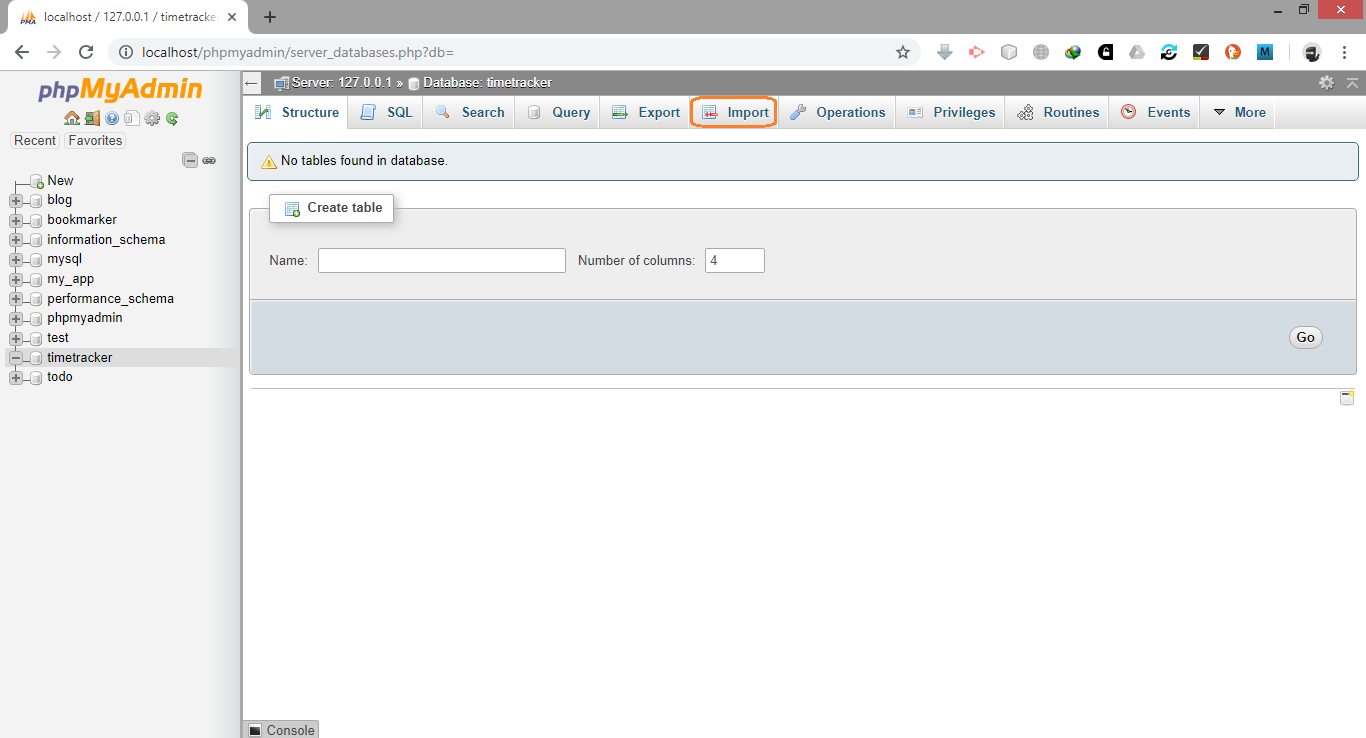 localhost / 127.0.0.1 / timetracker
localhost/phpmyadmin/server_databases.php?db=
phpMyAdmin
Recent Favorites
New
blog
bookmarker
information_schema
mysql
my_app
performance_schema
phpmyadmin
test
timetracker
todo
Server: 127.0.0.1 » Database: timetracker
Structure SQL Search Query Export Import Operations Privileges Routines Events More
No tables found in database.
Create table
Name: Number of columns: 4
Go
Console